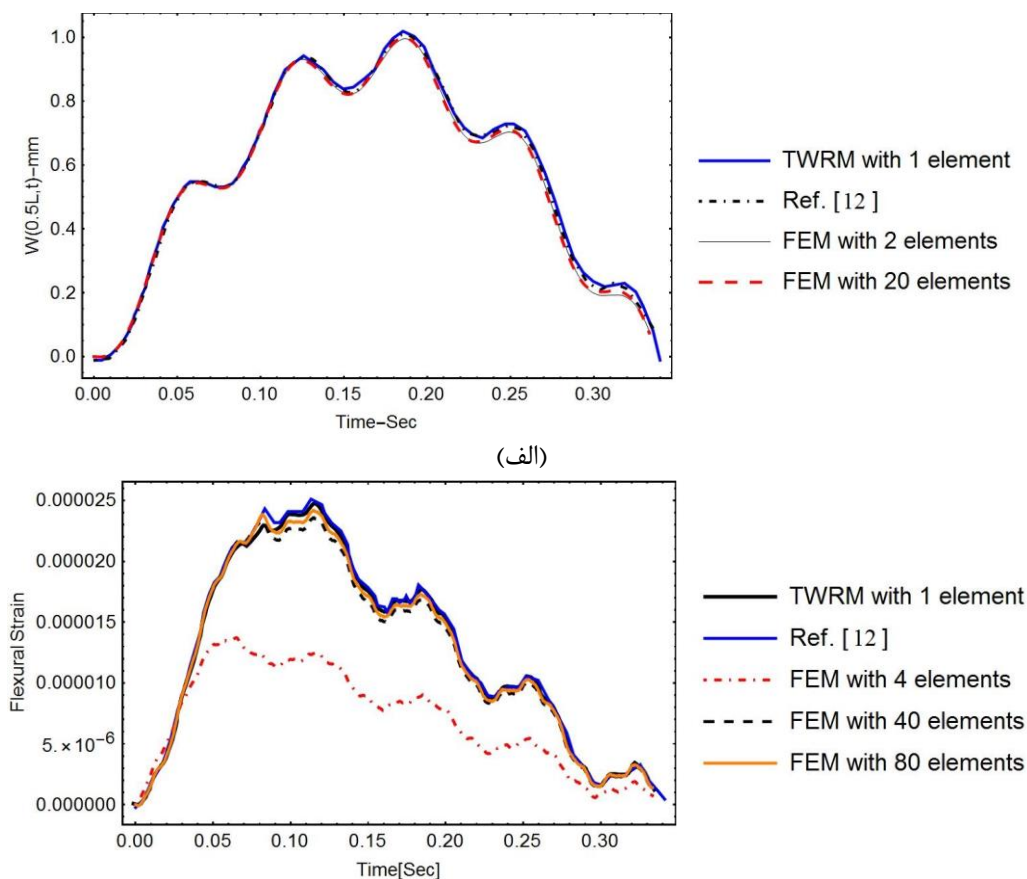 1.0
0.8
0.6
0.4
0.2
0.0
W(0.5L,t)-mm
0.00 0.05 0.10 0.15 0.20 0.25 0.30
Time-Sec
TWRM with 1 element
Ref. [12]
FEM with 2 elements
FEM with 20 elements
(الف)
0.000025
0.000020
0.000015
0.000010
5. × 10⁻⁶
0.000000
Flexural Strain
0.00 0.05 0.10 0.15 0.20 0.25 0.30
Time[Sec]
TWRM with 1 element
Ref. [12]
FEM with 4 elements
FEM with 40 elements
FEM with 80 elements